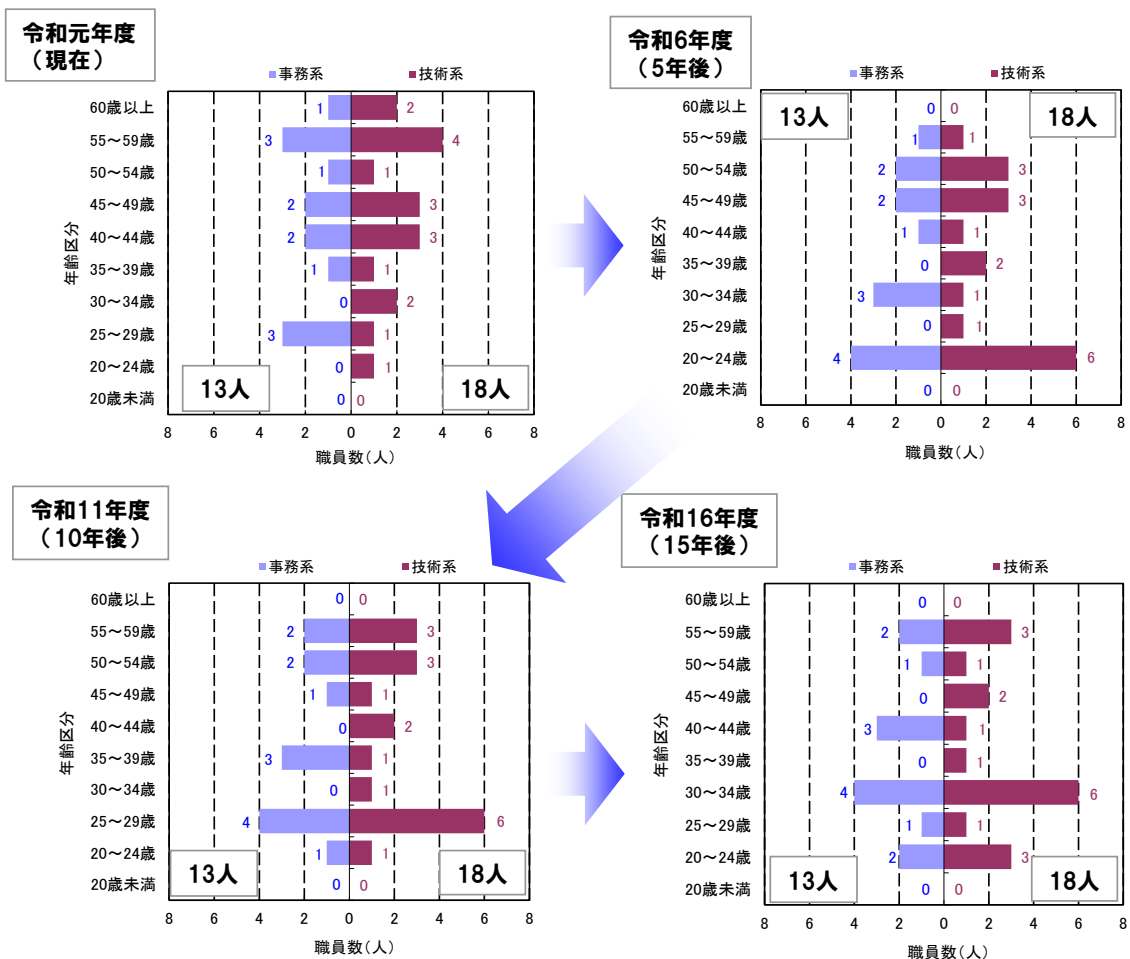 令和元年度
（現在）
■事務系 ■技術系
年齢区分
60歳以上 1 2
55～59歳 3 4
50～54歳 1 1
45～49歳 2 3
40～44歳 2 3
35～39歳 1 1
30～34歳 0 2
25～29歳 3 1
20～24歳 0 1
20歳未満 0 0
13人 18人
8 6 4 2 0 2 4 6 8
職員数（人）
令和6年度
（5年後）
■事務系 ■技術系
13人 18人
年齢区分
60歳以上 0 0
55～59歳 1 1
50～54歳 2 3
45～49歳 2 3
40～44歳 1 1
35～39歳 0 2
30～34歳 3 1
25～29歳 0 1
20～24歳 4 6
20歳未満 0 0
8 6 4 2 0 2 4 6 8
職員数（人）
令和11年度
（10年後）
■事務系 ■技術系
年齢区分
60歳以上 0 0
55～59歳 2 3
50～54歳 2 3
45～49歳 1 1
40～44歳 0 2
35～39歳 3 1
30～34歳 0 1
25～29歳 4 6
20～24歳 1 1
20歳未満 0 0
13人 18人
8 6 4 2 0 2 4 6 8
職員数（人）
令和16年度
（15年後）
■事務系 ■技術系
年齢区分
60歳以上 0 0
55～59歳 2 3
50～54歳 1 1
45～49歳 0 2
40～44歳 3 1
35～39歳 0 1
30～34歳 4 6
25～29歳 1 1
20～24歳 2 3
20歳未満 0 0
13人 18人
8 6 4 2 0 2 4 6 8
職員数（人）